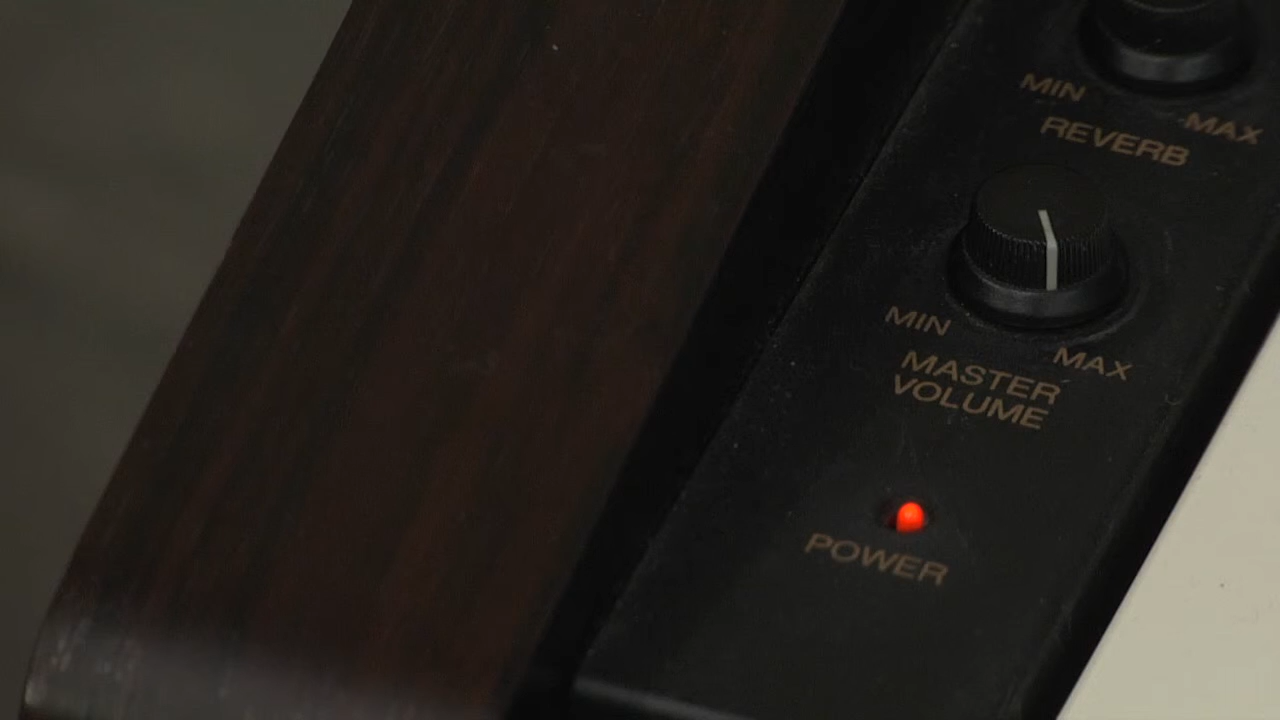 MIN
MAX
REVERB
MIN
MAX
MASTER
VOLUME
POWER